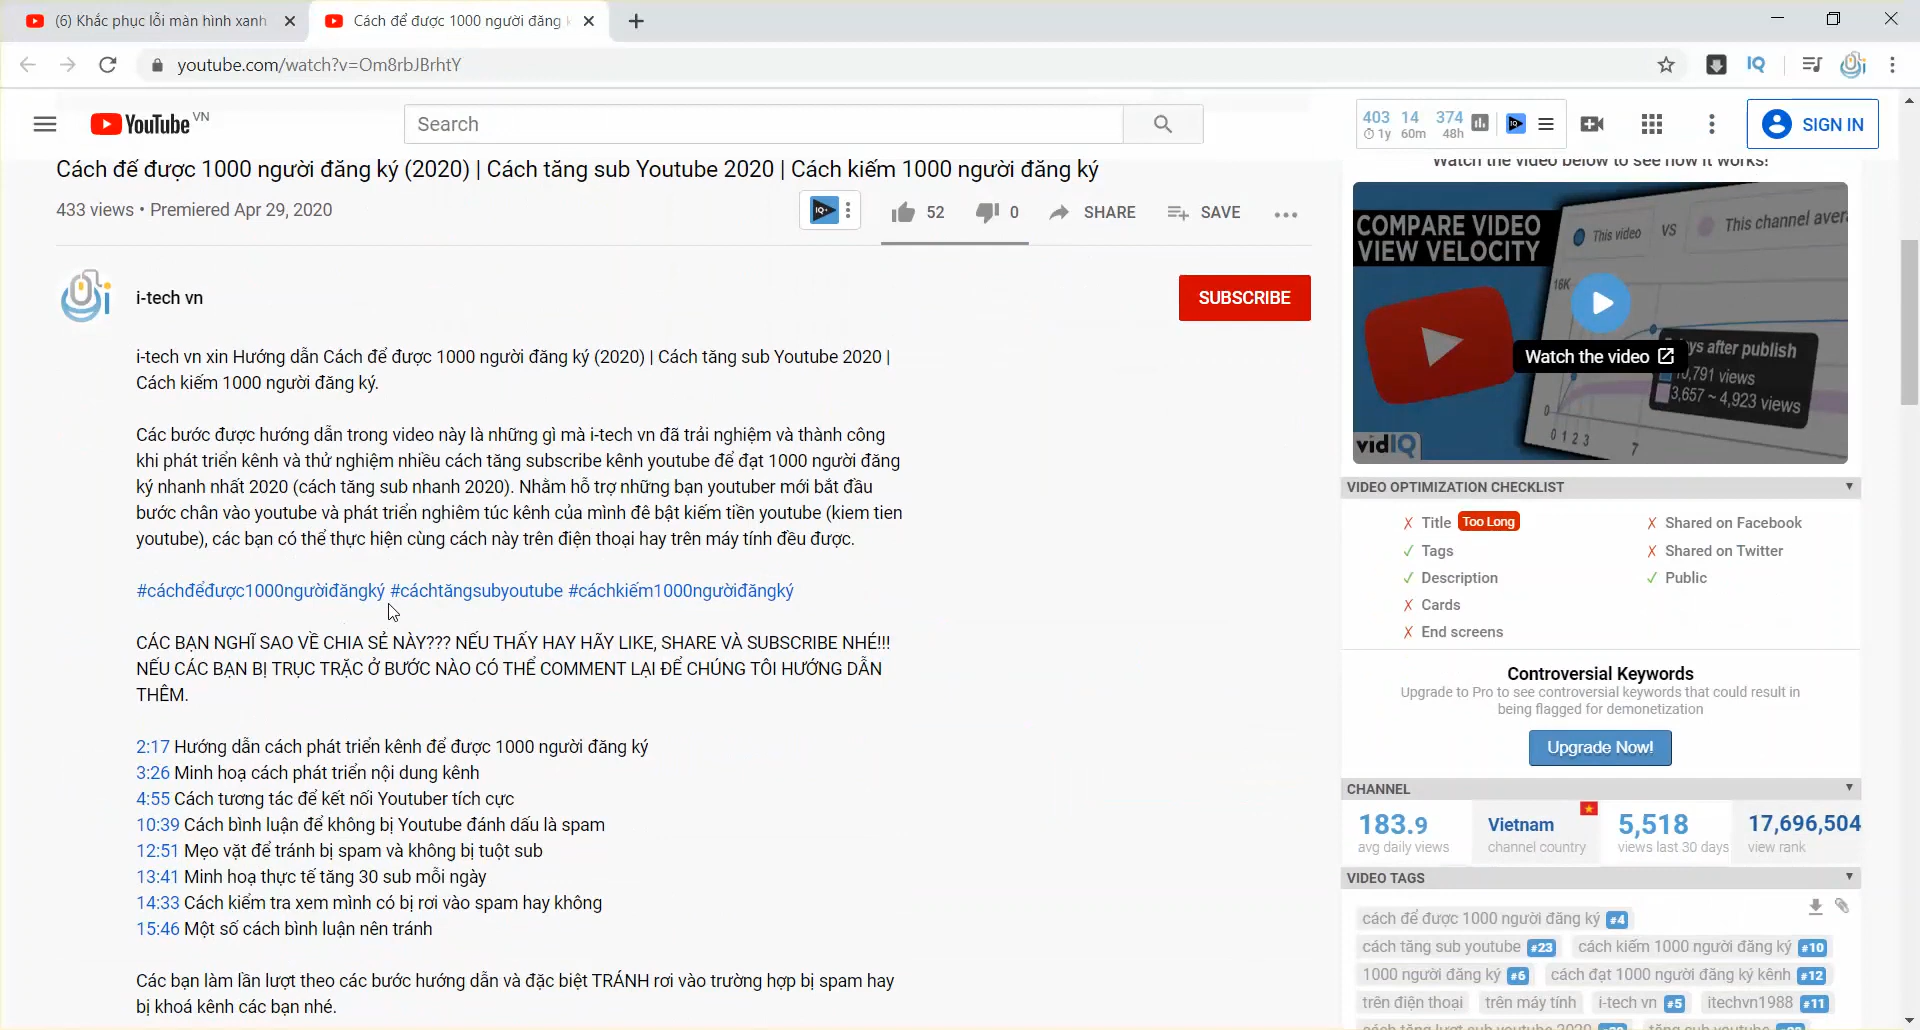 (6) Khắc phục lỗi màn hình xanh
Cách để được 1000 người đăng k
youtube.com/watch?v=Om8rbJBrhtY
IQ
YouTube VN
Search
403 14 374
1y 60m 48h
SIGN IN
Cách để được 1000 người đăng ký (2020) | Cách tăng sub Youtube 2020 | Cách kiếm 1000 người đăng ký
433 views • Premiered Apr 29, 2020
IQ+
52
0
SHARE
SAVE
i-tech vn
SUBSCRIBE
i-tech vn xin Hướng dẫn Cách để được 1000 người đăng ký (2020) | Cách tăng sub Youtube 2020 |
Cách kiếm 1000 người đăng ký.
Các bước được hướng dẫn trong video này là những gì mà i-tech vn đã trải nghiệm và thành công
khi phát triển kênh và thử nghiệm nhiều cách tăng subscribe kênh youtube để đạt 1000 người đăng
ký nhanh nhất 2020 (cách tăng sub nhanh 2020). Nhằm hỗ trợ những bạn youtuber mới bắt đầu
bước chân vào youtube và phát triển nghiêm túc kênh của mình đê bật kiếm tiền youtube (kiem tien
youtube), các bạn có thể thực hiện cùng cách này trên điện thoại hay trên máy tính đều được.
#cáchđểđược1000ngườiđăngký #cáchtăngsubyoutube #cáchkiếm1000ngườiđăngký
CÁC BẠN NGHĨ SAO VỀ CHIA SẺ NÀY??? NẾU THẤY HAY HÃY LIKE, SHARE VÀ SUBSCRIBE NHÉ!!!
NẾU CÁC BẠN BỊ TRỤC TRẶC Ở BƯỚC NÀO CÓ THỂ COMMENT LẠI ĐỂ CHÚNG TÔI HƯỚNG DẪN
THÊM.
2:17 Hướng dẫn cách phát triển kênh để được 1000 người đăng ký
3:26 Minh hoạ cách phát triển nội dung kênh
4:55 Cách tương tác để kết nối Youtuber tích cực
10:39 Cách bình luận để không bị Youtube đánh dấu là spam
12:51 Mẹo vặt để tránh bị spam và không bị tuột sub
13:41 Minh hoạ thực tế tăng 30 sub mỗi ngày
14:33 Cách kiểm tra xem mình có bị rơi vào spam hay không
15:46 Một số cách bình luận nên tránh
Các bạn làm lần lượt theo các bước hướng dẫn và đặc biệt TRÁNH rơi vào trường hợp bị spam hay
bị khoá kênh các bạn nhé.
Watch the video below to see how it works!
COMPARE VIDEO
VIEW VELOCITY
This video VS This channel avera
16K
Watch the video
ys after publish
10,791 views
3,657 ~ 4,923 views
0
0 1 2 3 7
vidIQ
VIDEO OPTIMIZATION CHECKLIST
✗ Title Too Long
✓ Tags
✓ Description
✗ Cards
✗ End screens
✗ Shared on Facebook
✗ Shared on Twitter
✓ Public
Controversial Keywords
Upgrade to Pro to see controversial keywords that could result in
being flagged for demonetization
Upgrade Now!
CHANNEL
183.9 Vietnam 5,518 17,696,504
avg daily views channel country views last 30 days view rank
VIDEO TAGS
cách để được 1000 người đăng ký #4
cách tăng sub youtube #23 cách kiếm 1000 người đăng ký #10
1000 người đăng ký #6 cách đạt 1000 người đăng ký kênh #12
trên điện thoại trên máy tính i-tech vn #5 itechvn1988 #11